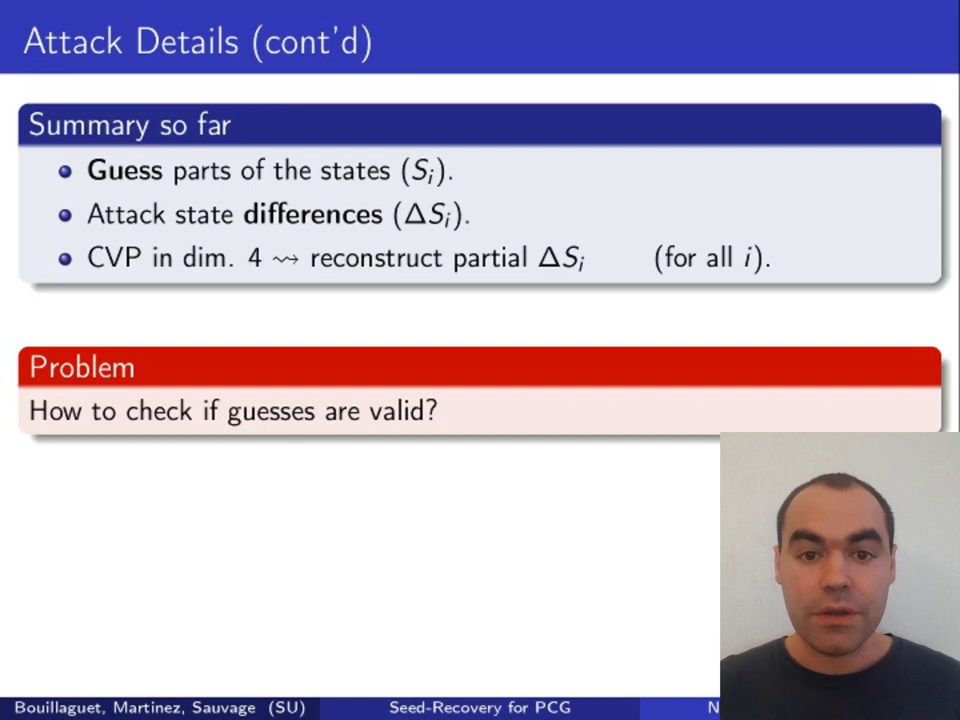 Attack Details (cont'd)
Summary so far
Guess parts of the states (Sᵢ).
Attack state differences (ΔSᵢ).
CVP in dim. 4 ⇝ reconstruct partial ΔSᵢ (for all i).
Problem
How to check if guesses are valid?
Bouillaguet, Martinez, Sauvage (SU) Seed-Recovery for PCG